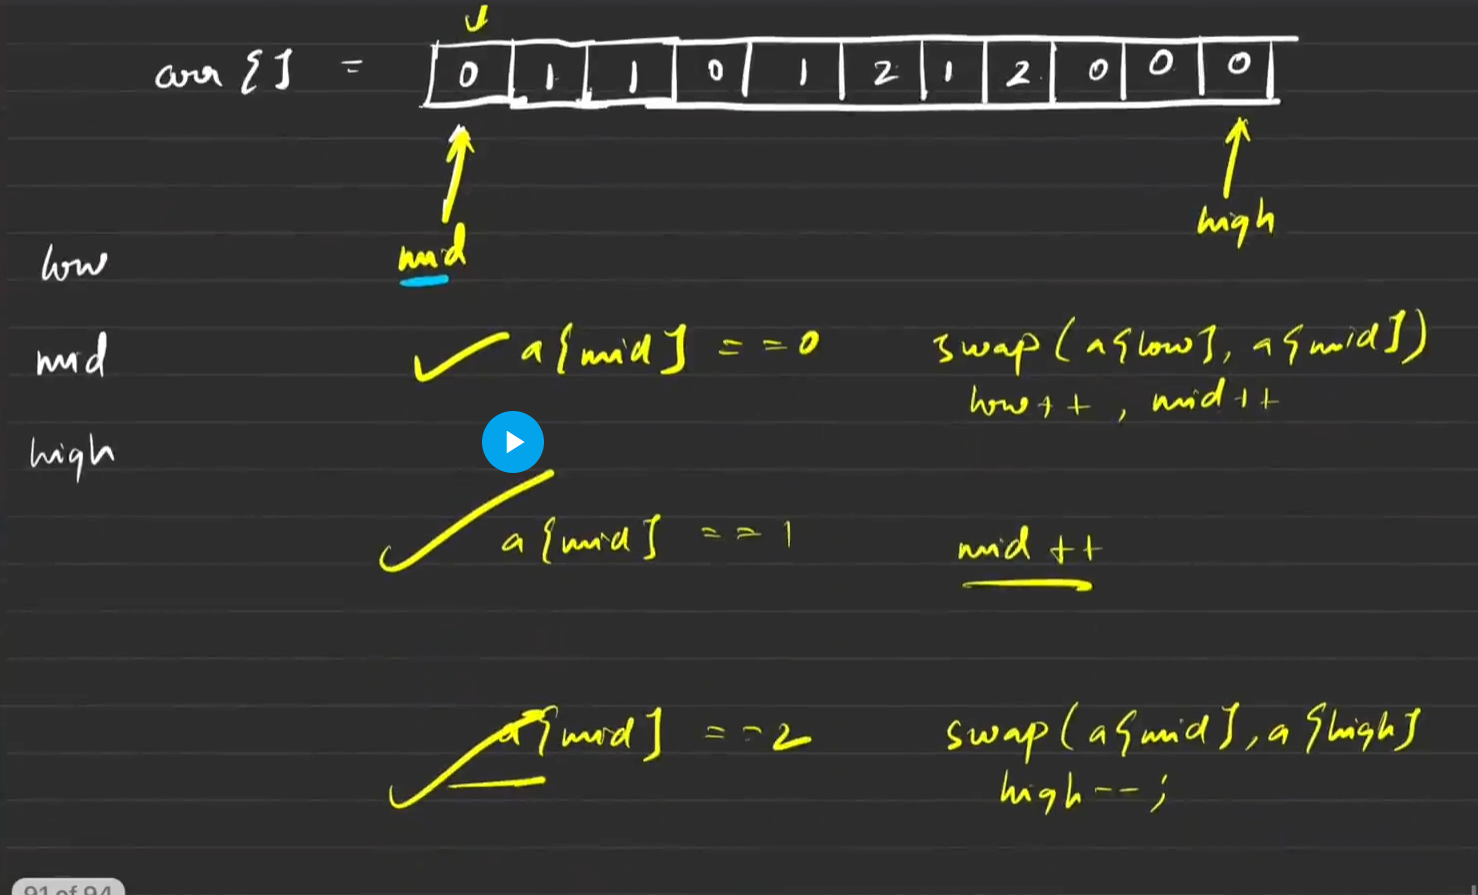 arr [] = 0 1 1 0 1 2 1 2 0 0 0
high
low mid
mid a[mid] == 0 swap(a[low], a[mid])
low++, mid++
high
a[mid] == 1 mid ++
a[mid] == 2 swap(a[mid], a[high]
high--;
91 of 94